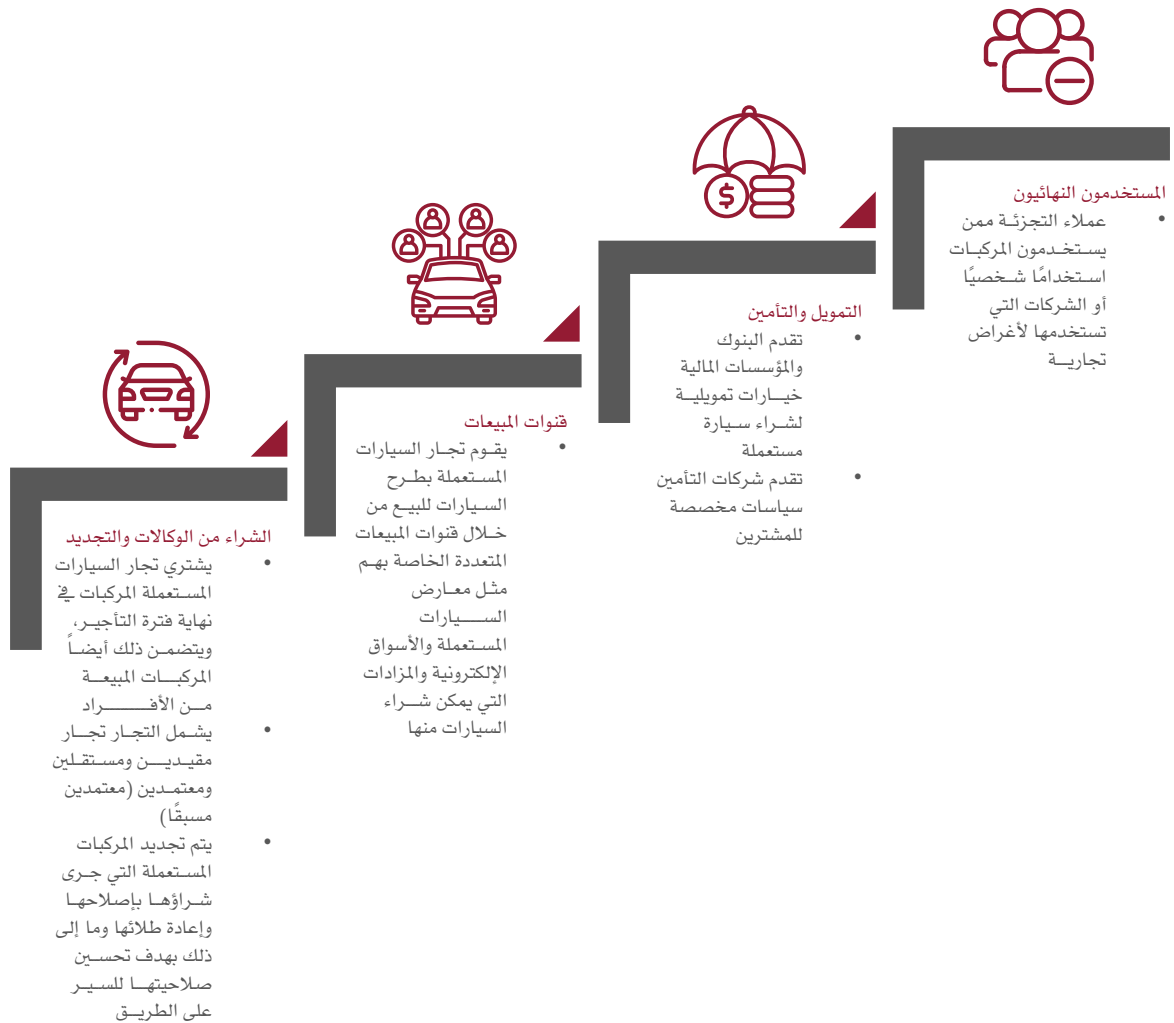 المستخدمون النهائيون
• عملاء التجزئة ممن
يستخدمون المركبات
استخدامًا شخصيًا
أو الشركات التي
تستخدمها لأغراض
تجارية
التمويل والتأمين
• تقدم البنوك
والمؤسسات المالية
خيارات تمويلية
لشراء سيارة
مستعملة
• تقدم شركات التأمين
سياسات مخصصة
للمشترين
قنوات المبيعات
• يقوم تجار السيارات
المستعملة بطرح
السيارات للبيع من
خلال قنوات المبيعات
المتعددة الخاصة بهم
مثل معارض
السيارات
المستعملة والأسواق
الإلكترونية والمزادات
التي يمكن شراء
السيارات منها
الشراء من الوكالات والتجديد
• يشتري تجار السيارات
المستعملة المركبات في
نهاية فترة التأجير،
ويتضمن ذلك أيضاً
المركبات المبيعة
من الأفراد
• يشمل التجار تجار
مقيدين ومستقلين
ومعتمدين (معتمدين
مسبقًا)
• يتم تجديد المركبات
المستعملة التي جرى
شراؤها بإصلاحها
وإعادة طلائها وما إلى
ذلك بهدف تحسين
صلاحيتها للسير
على الطريق